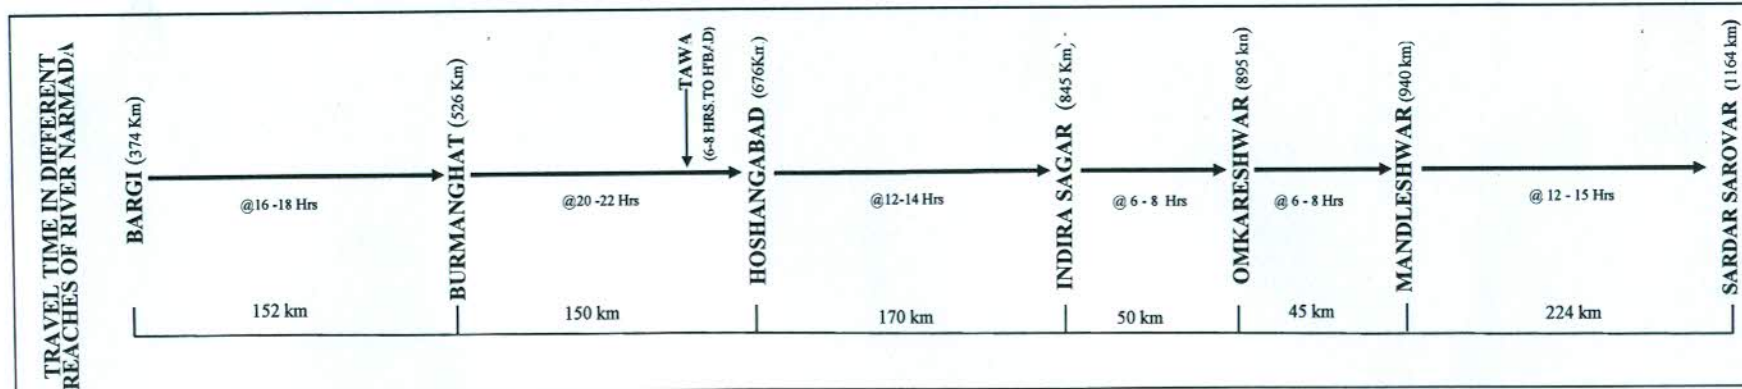 TRAVEL TIME IN DIFFERENT
REACHES OF RIVER NARMADA
BARGI (374 Km)
@16 -18 Hrs
BURMANGHAT (526 Km)
@20 -22 Hrs
TAWA
(6-8 HRS.TO H'BAD)
HOSHANGABAD (676Km)
@12-14 Hrs
INDIRA SAGAR (845 Km)
@ 6 - 8 Hrs
OMKARESHWAR (895 km)
@ 6 - 8 Hrs
MANDLESHWAR (940 km)
@ 12 - 15 Hrs
SARDAR SAROVAR (1164 km)
152 km
150 km
170 km
50 km
45 km
224 km